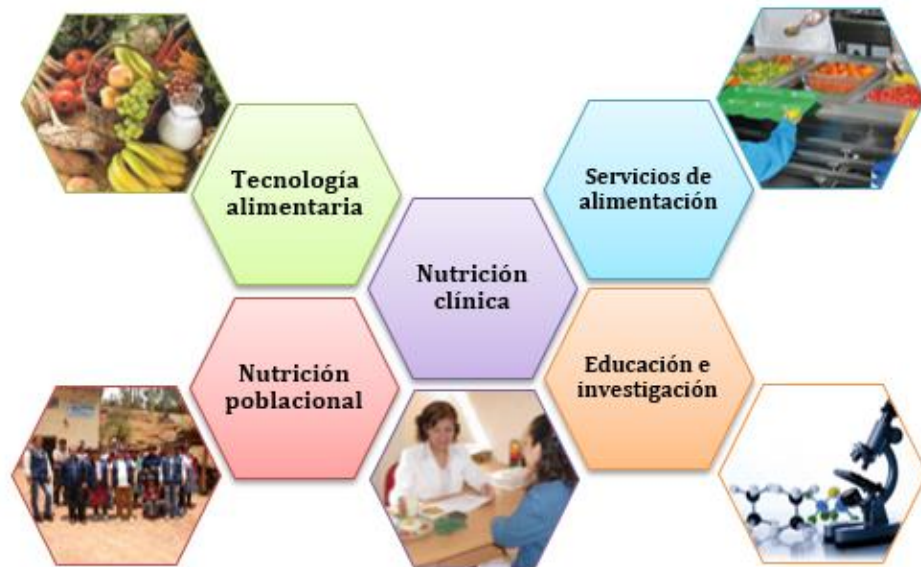 Tecnología
alimentaria
Servicios de
alimentación
Nutrición
clínica
Nutrición
poblacional
Educación e
investigación